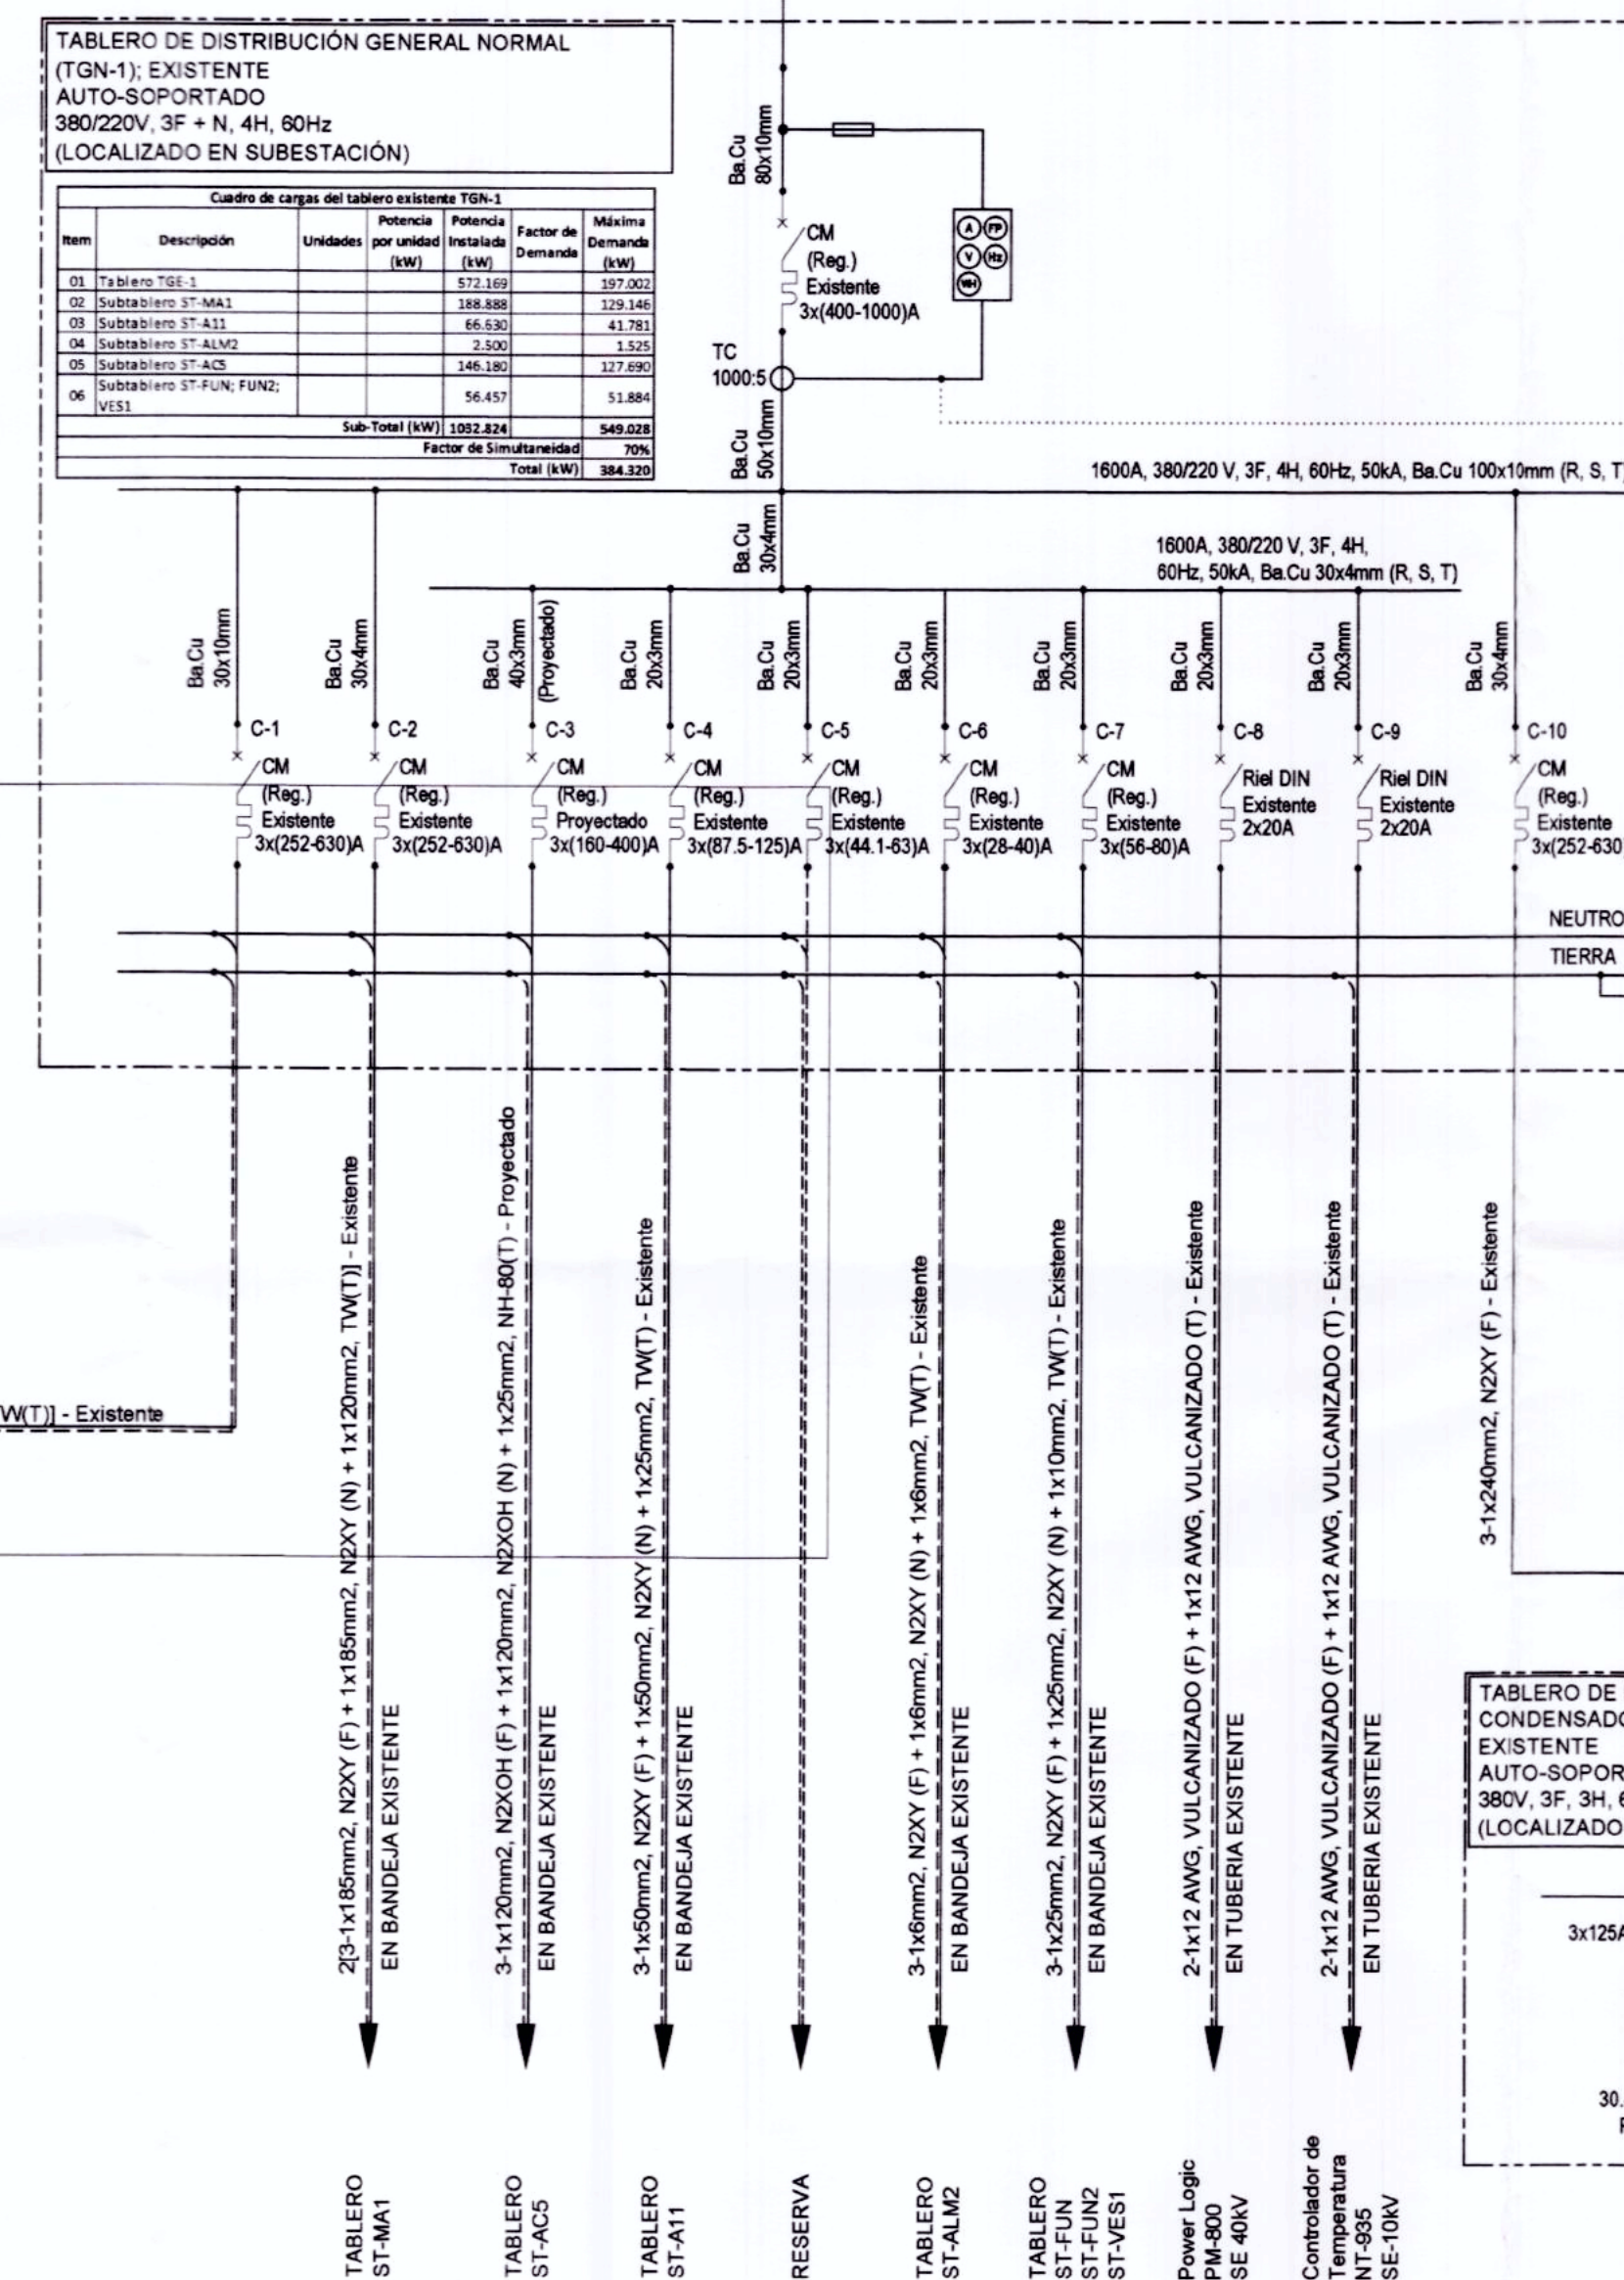 TABLERO DE DISTRIBUCIÓN GENERAL NORMAL
(TGN-1); EXISTENTE
AUTO-SOPORTADO
380/220V, 3F + N, 4H, 60Hz
(LOCALIZADO EN SUBESTACIÓN)
Cuadro de cargas del tablero existente TGN-1
Item Descripción Unidades Potencia por unidad (kW) Potencia Instalada (kW) Factor de Demanda Máxima Demanda (kW)
01 Tablero TGE-1 572.169 197.002
02 Subtablero ST-MA1 188.888 129.146
03 Subtablero ST-A11 66.630 41.781
04 Subtablero ST-ALM2 2.500 1.525
05 Subtablero ST-AC5 146.180 127.690
06 Subtablero ST-FUN; FUN2; VES1 56.457 51.884
Sub-Total (kW) 1032.824 549.028
Factor de Simultaneidad 70%
Total (kW) 384.320
Ba.Cu
80x10mm
CM
(Reg.)
Existente
3x(400-1000)A
A FP
V Hz
WH
TC
1000:5
Ba.Cu
50x10mm
1600A, 380/220 V, 3F, 4H, 60Hz, 50kA, Ba.Cu 100x10mm (R, S, T
Ba.Cu
30x4mm
1600A, 380/220 V, 3F, 4H,
60Hz, 50kA, Ba.Cu 30x4mm (R, S, T)
Ba.Cu
30x10mm
Ba.Cu
30x4mm
Ba.Cu
40x3mm
(Proyectado)
Ba.Cu
20x3mm
Ba.Cu
20x3mm
Ba.Cu
20x3mm
Ba.Cu
20x3mm
Ba.Cu
20x3mm
Ba.Cu
20x3mm
Ba.Cu
30x4mm
C-1
CM
(Reg.)
Existente
3x(252-630)A
C-2
CM
(Reg.)
Existente
3x(252-630)A
C-3
CM
(Reg.)
Proyectado
3x(160-400)A
C-4
CM
(Reg.)
Existente
3x(87.5-125)A
C-5
CM
(Reg.)
Existente
3x(44.1-63)A
C-6
CM
(Reg.)
Existente
3x(28-40)A
C-7
CM
(Reg.)
Existente
3x(56-80)A
C-8
Riel DIN
Existente
2x20A
C-9
Riel DIN
Existente
2x20A
C-10
CM
(Reg.)
Existente
3x(252-630
NEUTRO
TIERRA
W(T)] - Existente
2[3-1x185mm2, N2XY (F) + 1x185mm2, N2XY (N) + 1x120mm2, TW(T)] - Existente
EN BANDEJA EXISTENTE
3-1x120mm2, N2XOH (F) + 1x120mm2, N2XOH (N) + 1x25mm2, NH-80(T) - Proyectado
EN BANDEJA EXISTENTE
3-1x50mm2, N2XY (F) + 1x50mm2, N2XY (N) + 1x25mm2, TW(T) - Existente
EN BANDEJA EXISTENTE
3-1x6mm2, N2XY (F) + 1x6mm2, N2XY (N) + 1x6mm2, TW(T) - Existente
EN BANDEJA EXISTENTE
3-1x25mm2, N2XY (F) + 1x25mm2, N2XY (N) + 1x10mm2, TW(T) - Existente
EN BANDEJA EXISTENTE
2-1x12 AWG, VULCANIZADO (F) + 1x12 AWG, VULCANIZADO (T) - Existente
EN TUBERIA EXISTENTE
2-1x12 AWG, VULCANIZADO (F) + 1x12 AWG, VULCANIZADO (T) - Existente
EN TUBERIA EXISTENTE
3-1x240mm2, N2XY (F) - Existente
TABLERO DE
CONDENSADO
EXISTENTE
AUTO-SOPOR
380V, 3F, 3H, 6
(LOCALIZADO
3x125A
30.
TABLERO
ST-MA1
TABLERO
ST-AC5
TABLERO
ST-A11
RESERVA
TABLERO
ST-ALM2
TABLERO
ST-FUN
ST-FUN2
ST-VES1
Power Logic
PM-800
SE 40kV
Controlador de
Temperatura
NT-935
SE-10kV